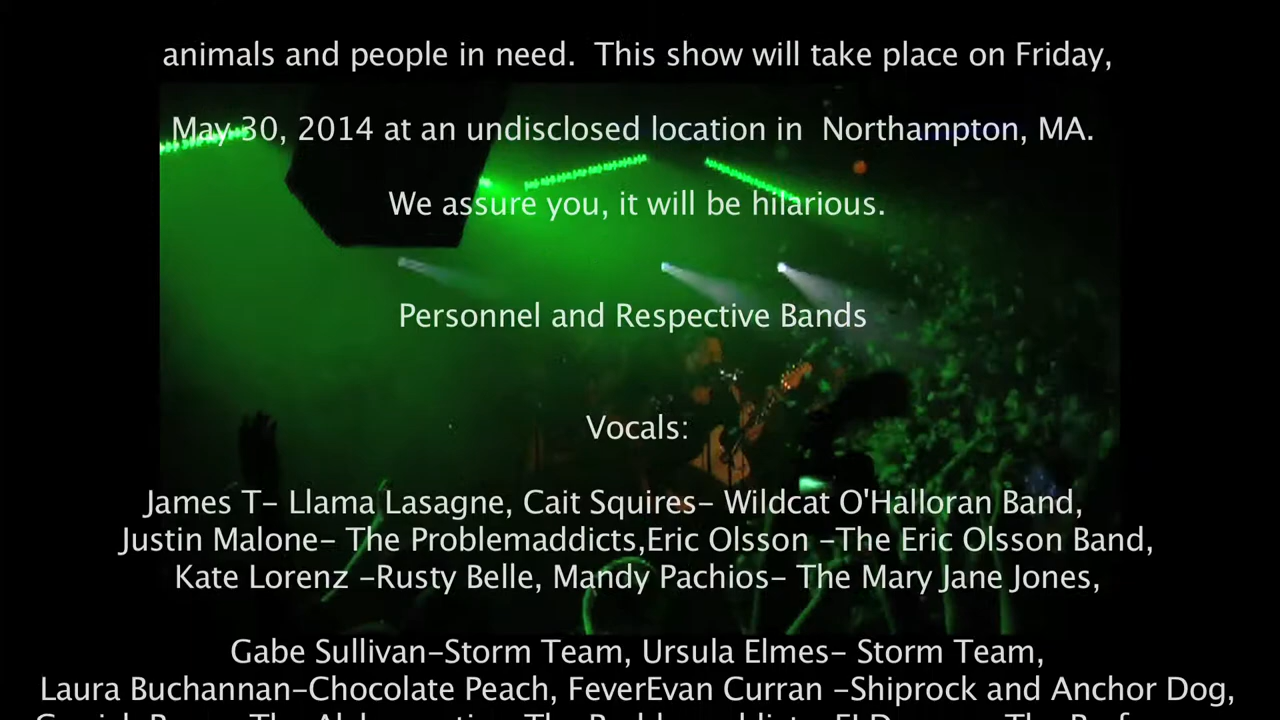 animals and people in need.  This show will take place on Friday,
May 30, 2014 at an undisclosed location in  Northampton, MA.
We assure you, it will be hilarious.
Personnel and Respective Bands
Vocals:
James T– Llama Lasagne, Cait Squires– Wildcat O'Halloran Band,
Justin Malone– The Problemaddicts,Eric Olsson –The Eric Olsson Band,
Kate Lorenz –Rusty Belle, Mandy Pachios– The Mary Jane Jones,
Gabe Sullivan–Storm Team, Ursula Elmes– Storm Team,
Laura Buchannan–Chocolate Peach, FeverEvan Curran –Shiprock and Anchor Dog,